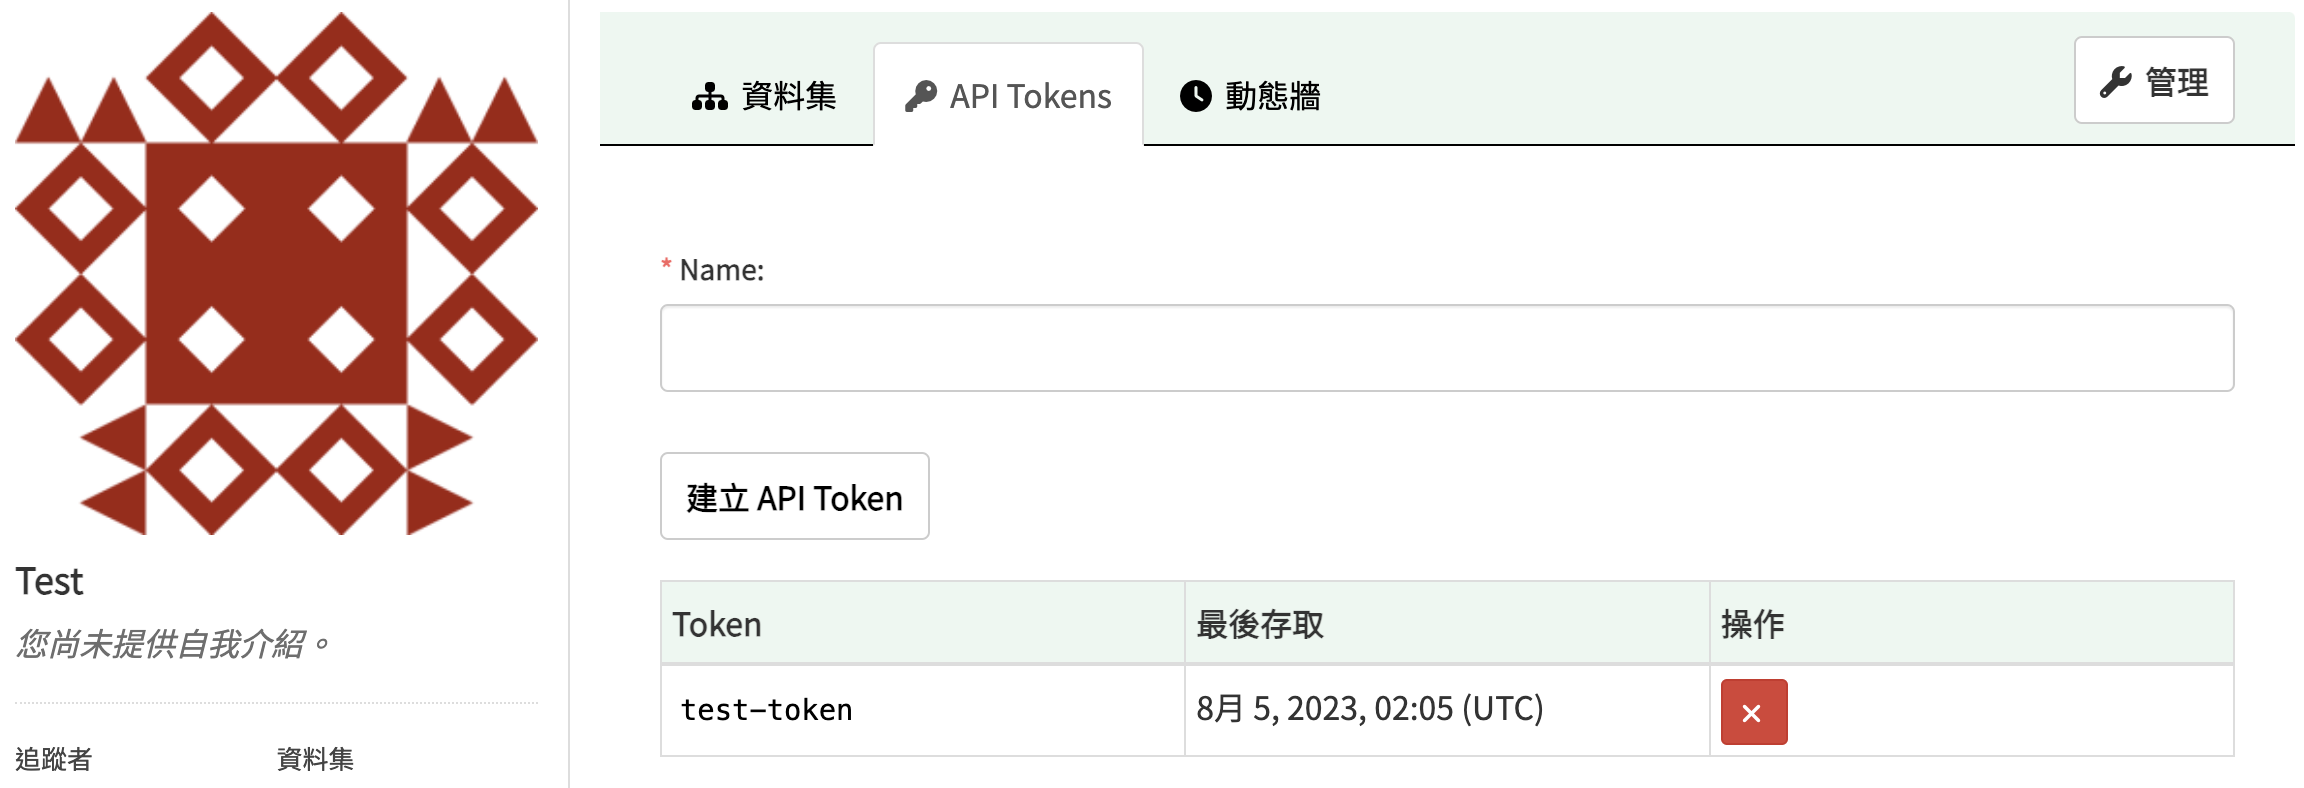 資料集
API Tokens
動態牆
管理
* Name:
建立 API Token
Token 最後存取 操作
test-token 8月 5, 2023, 02:05 (UTC)
Test
您尚未提供自我介紹。
追蹤者 資料集